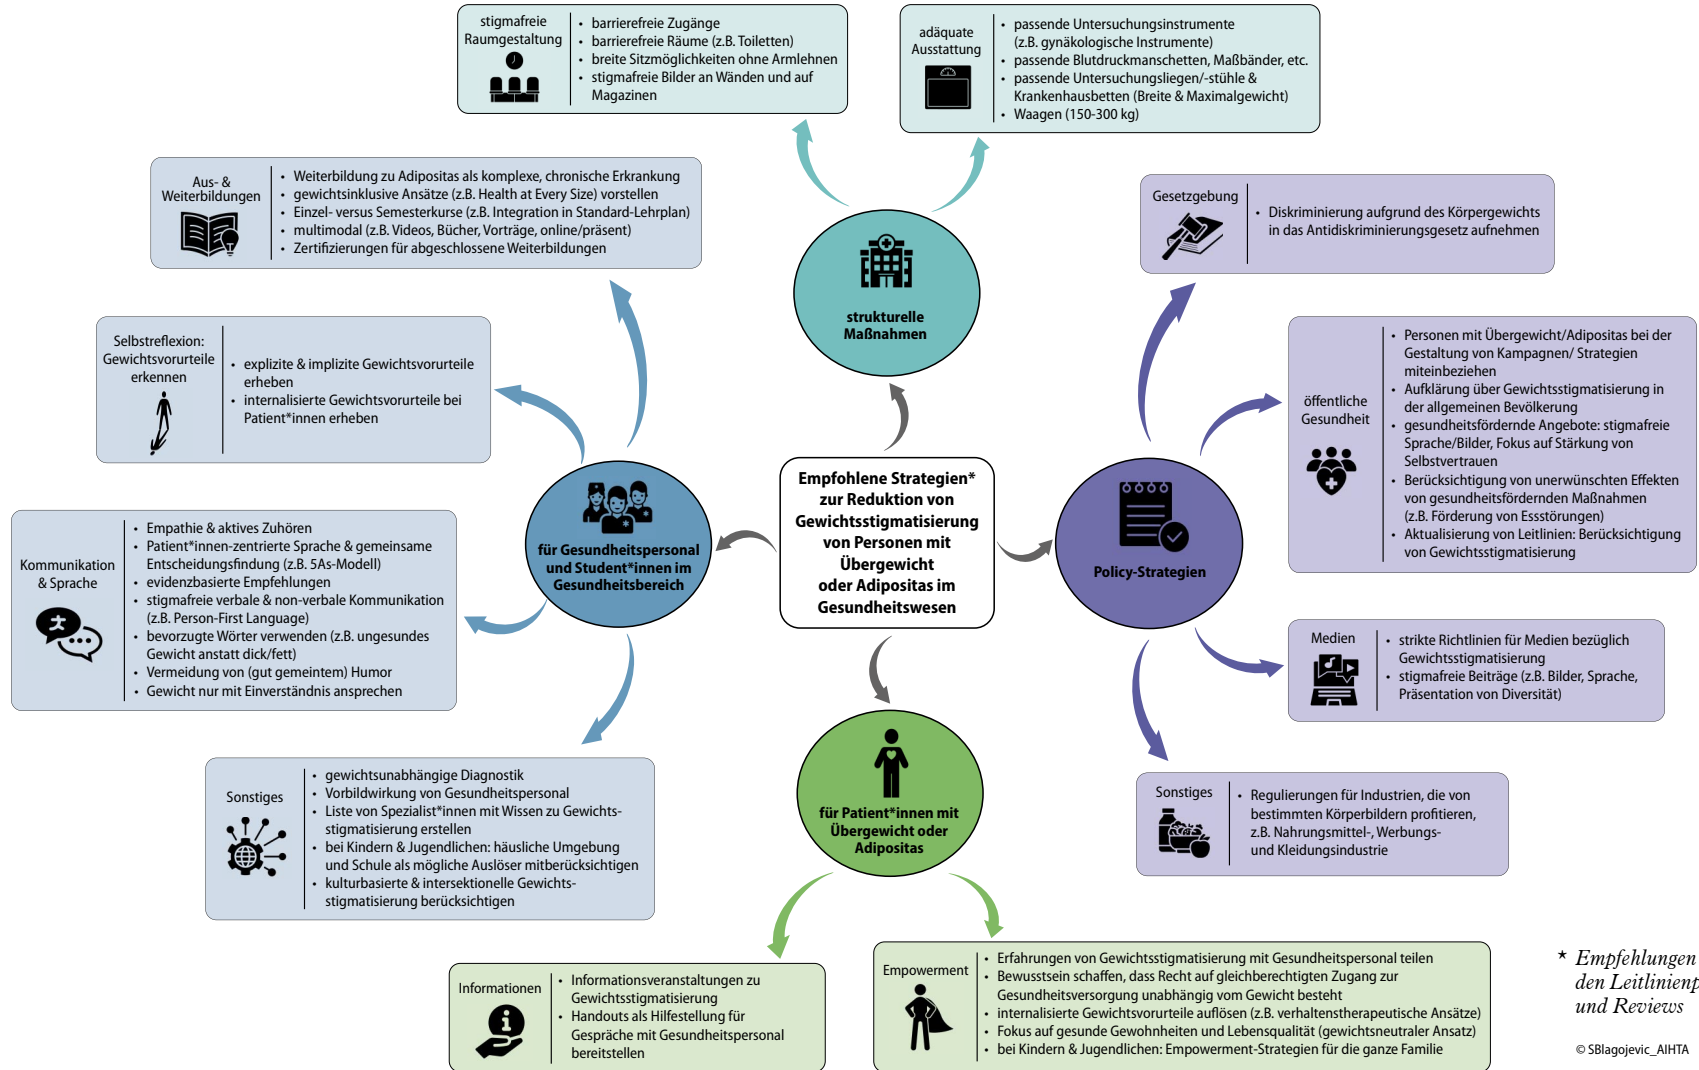 stigmafreie
Raumgestaltung
• barrierefreie Zugänge
• barrierefreie Räume (z.B. Toiletten)
• breite Sitzmöglichkeiten ohne Armlehnen
• stigmafreie Bilder an Wänden und auf
Magazinen
adäquate
Ausstattung
• passende Untersuchungsinstrumente
(z.B. gynäkologische Instrumente)
• passende Blutdruckmanschetten, Maßbänder, etc.
• passende Untersuchungsliegen/-stühle &
Krankenhausbetten (Breite & Maximalgewicht)
• Waagen (150-300 kg)
Aus- &
Weiterbildungen
• Weiterbildung zu Adipositas als komplexe, chronische Erkrankung
• gewichtsinklusive Ansätze (z.B. Health at Every Size) vorstellen
• Einzel- versus Semesterkurse (z.B. Integration in Standard-Lehrplan)
• multimodal (z.B. Videos, Bücher, Vorträge, online/präsent)
• Zertifizierungen für abgeschlossene Weiterbildungen
Gesetzgebung
• Diskriminierung aufgrund des Körpergewichts
in das Antidiskriminierungsgesetz aufnehmen
strukturelle
Maßnahmen
Selbstreflexion:
Gewichtsvorurteile
erkennen
• explizite & implizite Gewichtsvorurteile
erheben
• internalisierte Gewichtsvorurteile bei
Patient*innen erheben
öffentliche
Gesundheit
• Personen mit Übergewicht/Adipositas bei der
Gestaltung von Kampagnen/ Strategien
miteinbeziehen
• Aufklärung über Gewichtsstigmatisierung in
der allgemeinen Bevölkerung
• gesundheitsfördernde Angebote: stigmafreie
Sprache/Bilder, Fokus auf Stärkung von
Selbstvertrauen
• Berücksichtigung von unerwünschten Effekten
von gesundheitsfördernden Maßnahmen
(z.B. Förderung von Essstörungen)
• Aktualisierung von Leitlinien: Berücksichtigung
von Gewichtsstigmatisierung
für Gesundheitspersonal
und Student*innen im
Gesundheitsbereich
Empfohlene Strategien*
zur Reduktion von
Gewichtsstigmatisierung
von Personen mit
Übergewicht
oder Adipositas im
Gesundheitswesen
Policy-Strategien
Kommunikation
& Sprache
• Empathie & aktives Zuhören
• Patient*innen-zentrierte Sprache & gemeinsame
Entscheidungsfindung (z.B. 5As-Modell)
• evidenzbasierte Empfehlungen
• stigmafreie verbale & non-verbale Kommunikation
(z.B. Person-First Language)
• bevorzugte Wörter verwenden (z.B. ungesundes
Gewicht anstatt dick/fett)
• Vermeidung von (gut gemeintem) Humor
• Gewicht nur mit Einverständnis ansprechen
Medien
• strikte Richtlinien für Medien bezüglich
Gewichtsstigmatisierung
• stigmafreie Beiträge (z.B. Bilder, Sprache,
Präsentation von Diversität)
Sonstiges
• gewichtsunabhängige Diagnostik
• Vorbildwirkung von Gesundheitspersonal
• Liste von Spezialist*innen mit Wissen zu Gewichts-
stigmatisierung erstellen
• bei Kindern & Jugendlichen: häusliche Umgebung
und Schule als mögliche Auslöser mitberücksichtigen
• kulturbasierte & intersektionelle Gewichts-
stigmatisierung berücksichtigen
für Patient*innen mit
Übergewicht oder
Adipositas
Sonstiges
• Regulierungen für Industrien, die von
bestimmten Körperbildern profitieren,
z.B. Nahrungsmittel-, Werbungs-
und Kleidungsindustrie
Informationen
• Informationsveranstaltungen zu
Gewichtsstigmatisierung
• Handouts als Hilfestellung für
Gespräche mit Gesundheitspersonal
bereitstellen
Empowerment
• Erfahrungen von Gewichtsstigmatisierung mit Gesundheitspersonal teilen
• Bewusstsein schaffen, dass Recht auf gleichberechtigten Zugang zur
Gesundheitsversorgung unabhängig vom Gewicht besteht
• internalisierte Gewichtsvorurteile auflösen (z.B. verhaltenstherapeutische Ansätze)
• Fokus auf gesunde Gewohnheiten und Lebensqualität (gewichtsneutraler Ansatz)
• bei Kindern & Jugendlichen: Empowerment-Strategien für die ganze Familie
* Empfehlungen
den
und Reviews
© SBlagojevic_AIHTA